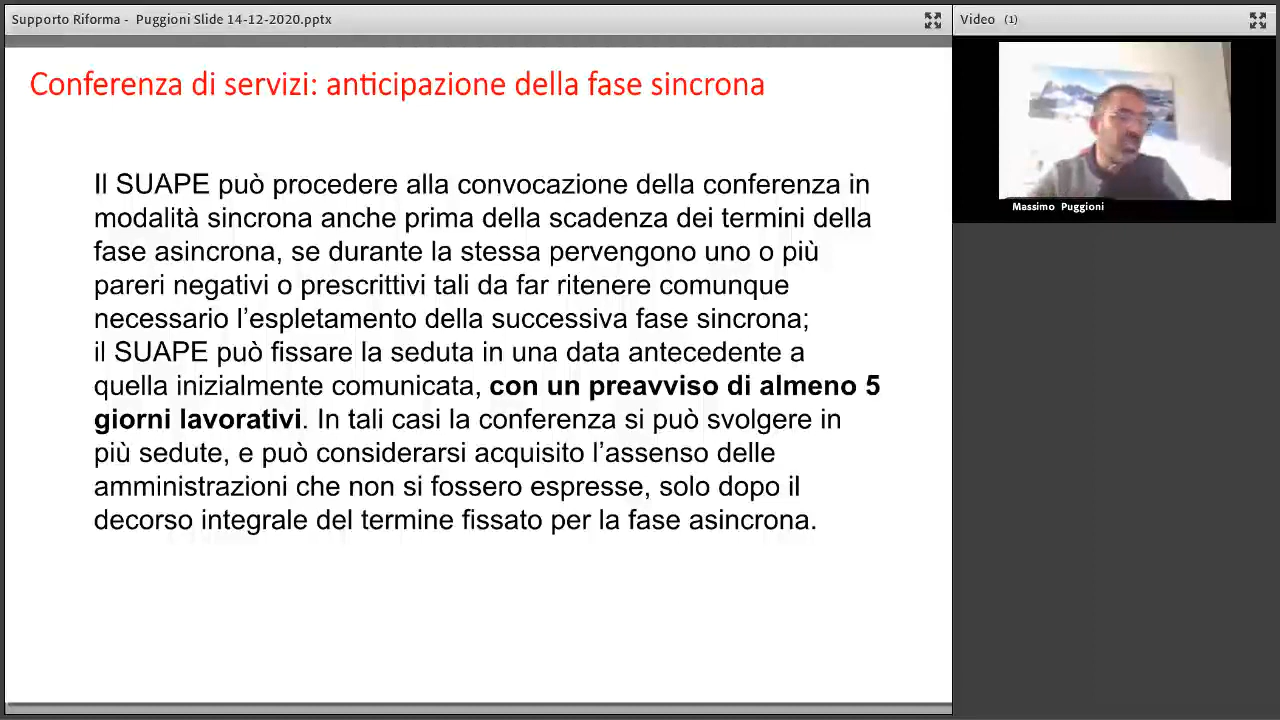 Supporto Riforma - Puggioni Slide 14-12-2020.pptx
Video (1)
Conferenza di servizi: anticipazione della fase sincrona
Il SUAPE può procedere alla convocazione della conferenza in
modalità sincrona anche prima della scadenza dei termini della
fase asincrona, se durante la stessa pervengono uno o più
pareri negativi o prescrittivi tali da far ritenere comunque
necessario l’espletamento della successiva fase sincrona;
il SUAPE può fissare la seduta in una data antecedente a
quella inizialmente comunicata, con un preavviso di almeno 5
giorni lavorativi. In tali casi la conferenza si può svolgere in
più sedute, e può considerarsi acquisito l’assenso delle
amministrazioni che non si fossero espresse, solo dopo il
decorso integrale del termine fissato per la fase asincrona.
Massimo Puggioni